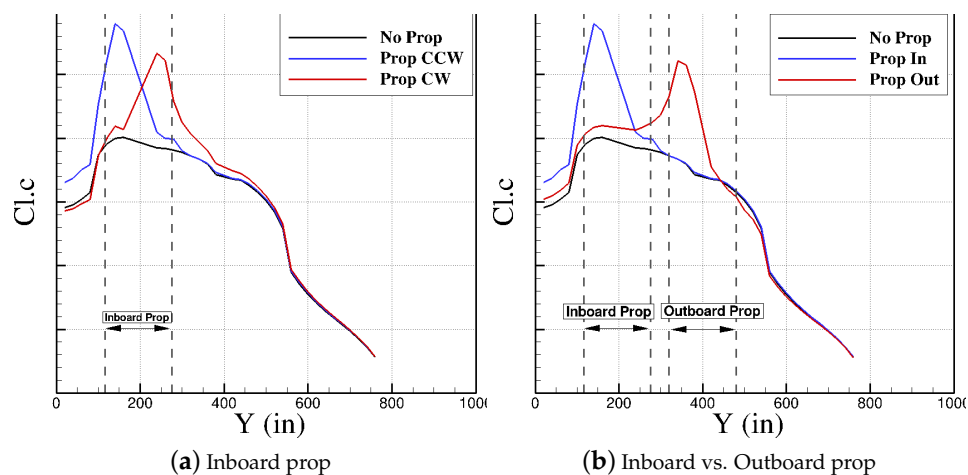 No Prop
Prop CCW
Prop CW
Cl.c
Inboard Prop
0 200 400 600 800 100
Y (in)
(a) Inboard prop
No Prop
Prop In
Prop Out
Cl.c
Inboard Prop
Outboard Prop
0 200 400 600 800 1000
Y (in)
(b) Inboard vs. Outboard prop